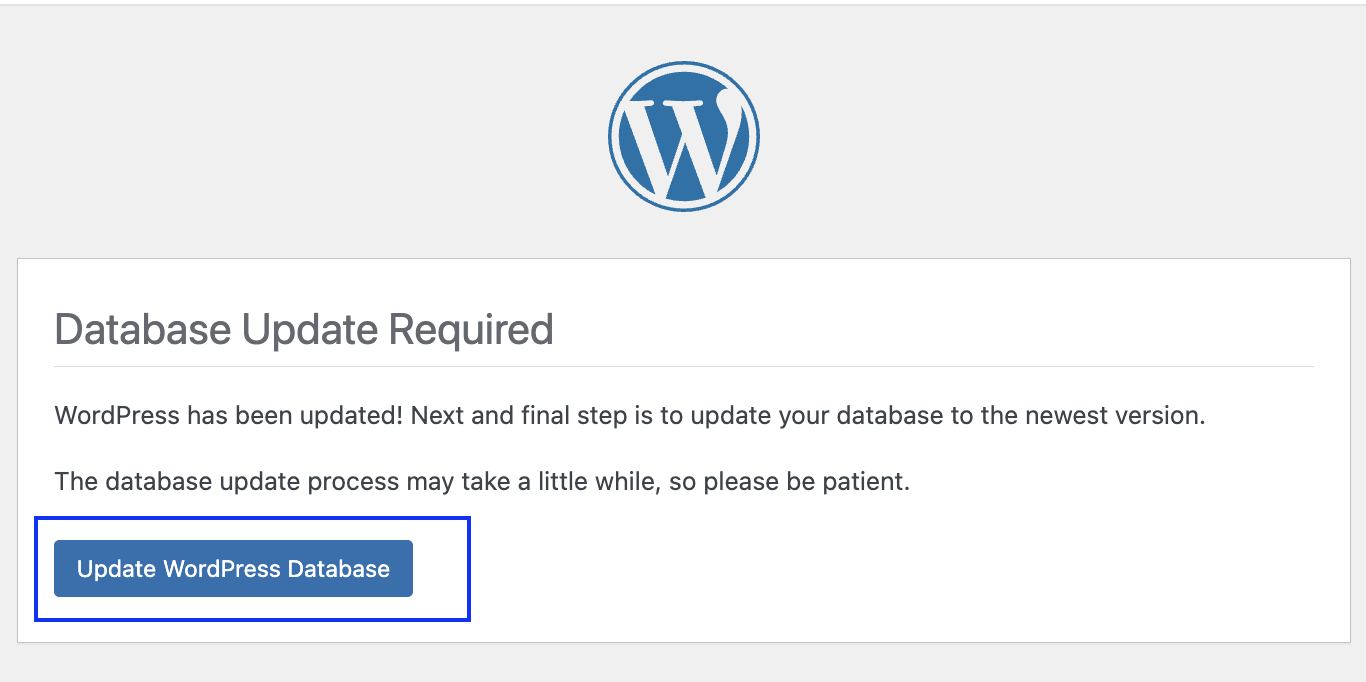 Database Update Required
WordPress has been updated! Next and final step is to update your database to the newest version.
The database update process may take a little while, so please be patient.
Update WordPress Database